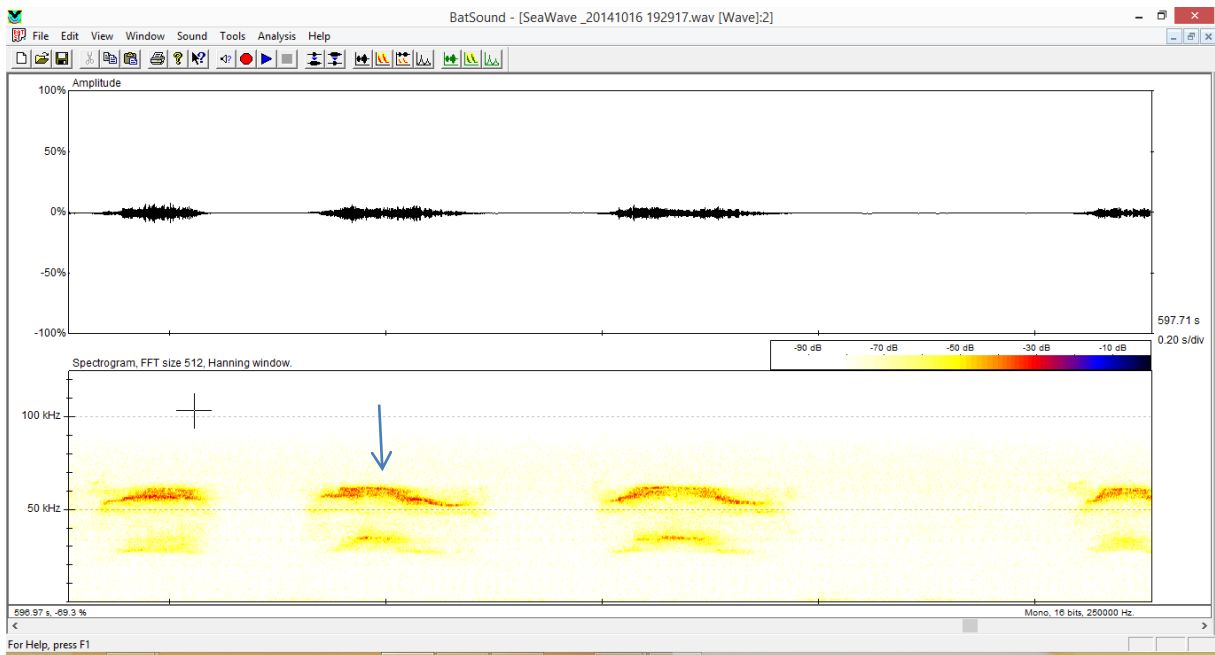 BatSound - [SeaWave _20141016 192917.wav [Wave]:2]
File Edit View Window Sound Tools Analysis Help
Amplitude
100%
50%
0%
-50%
-100%
597.71 s
0.20 s/div
Spectrogram, FFT size 512, Hanning window.
-90 dB -70 dB -50 dB -30 dB -10 dB
100 kHz
50 kHz
596.97 s, -69.3 %
Mono, 16 bits, 250000 Hz.
For Help, press F1